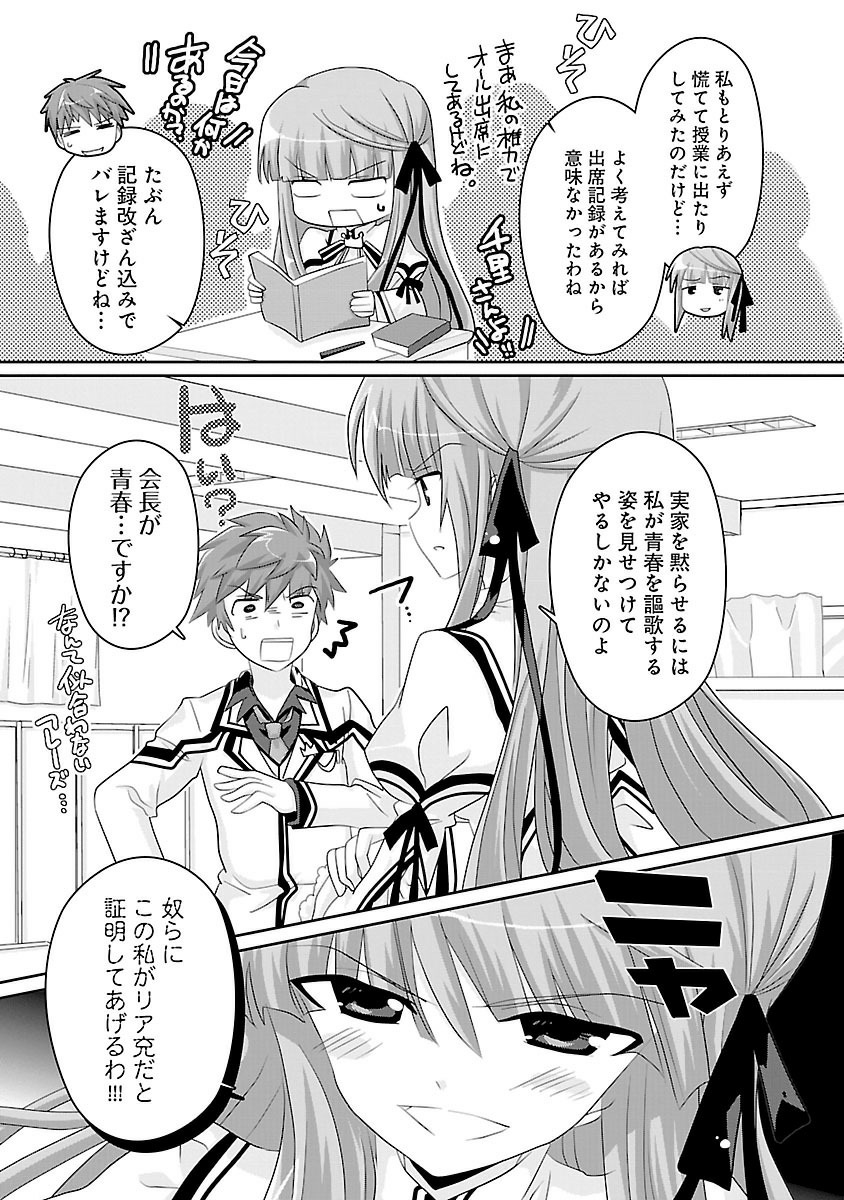 私もとりあえず
慌てて授業に出たり
してみたのだけど…
よく考えてみれば
出席記録があるから
意味なかったわね
ひそ
まあ私の権力で
オール出席に
してあるけどね。
千里さんよ!!
今日は何か
あるのか?
ひそ
たぶん
記録改ざん込みで
バレますけどね…
実家を黙らせるには
私が青春を謳歌する
姿を見せつけて
やるしかないのよ
はい?
会長が
青春…ですか!?
なんて似合わない
フレーズ…
ニヤ
奴らに
この私がリア充だと
証明してあげるわ!!!